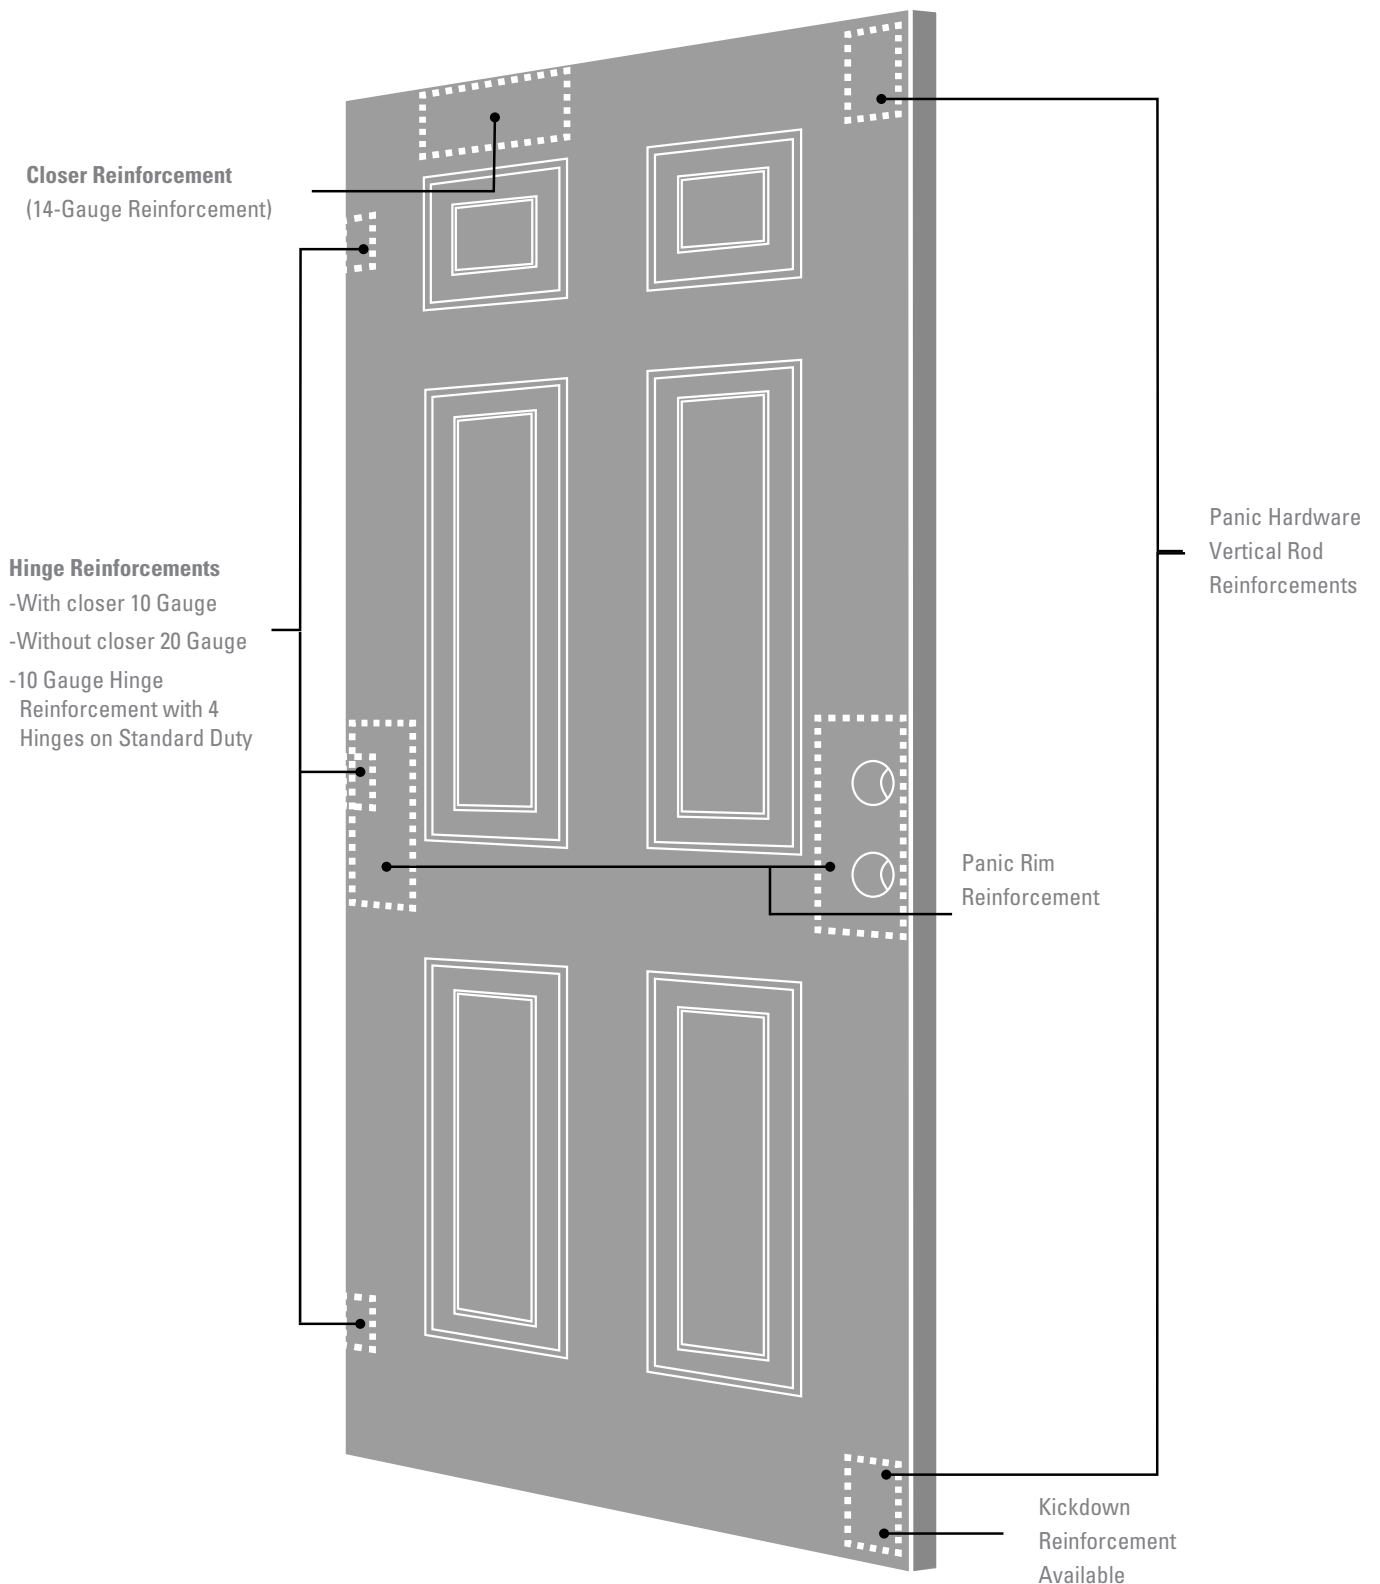 Closer Reinforcement
(14-Gauge Reinforcement)
Hinge Reinforcements
-With closer 10 Gauge
-Without closer 20 Gauge
-10 Gauge Hinge
Reinforcement with 4
Hinges on Standard Duty
Panic Hardware
Vertical Rod
Reinforcements
Panic Rim
Reinforcement
Kickdown
Reinforcement
Available